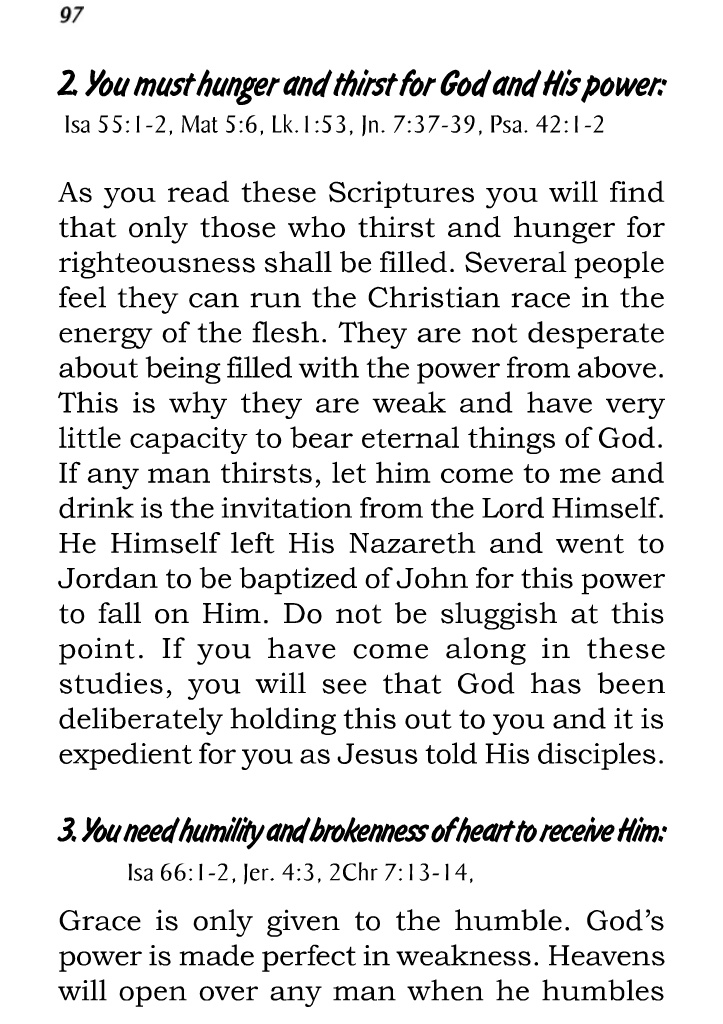 97
2. You must hunger and thirst for God and His power:
Isa 55:1-2, Mat 5:6, Lk.1:53, Jn. 7:37-39, Psa. 42:1-2
As you read these Scriptures you will find
that only those who thirst and hunger for
righteousness shall be filled. Several people
feel they can run the Christian race in the
energy of the flesh. They are not desperate
about being filled with the power from above.
This is why they are weak and have very
little capacity to bear eternal things of God.
If any man thirsts, let him come to me and
drink is the invitation from the Lord Himself.
He Himself left His Nazareth and went to
Jordan to be baptized of John for this power
to fall on Him. Do not be sluggish at this
point. If you have come along in these
studies, you will see that God has been
deliberately holding this out to you and it is
expedient for you as Jesus told His disciples.
3. You need humility and brokenness of heart to receive Him:
Isa 66:1-2, Jer. 4:3, 2Chr 7:13-14,
Grace is only given to the humble. God's
power is made perfect in weakness. Heavens
will open over any man when he humbles